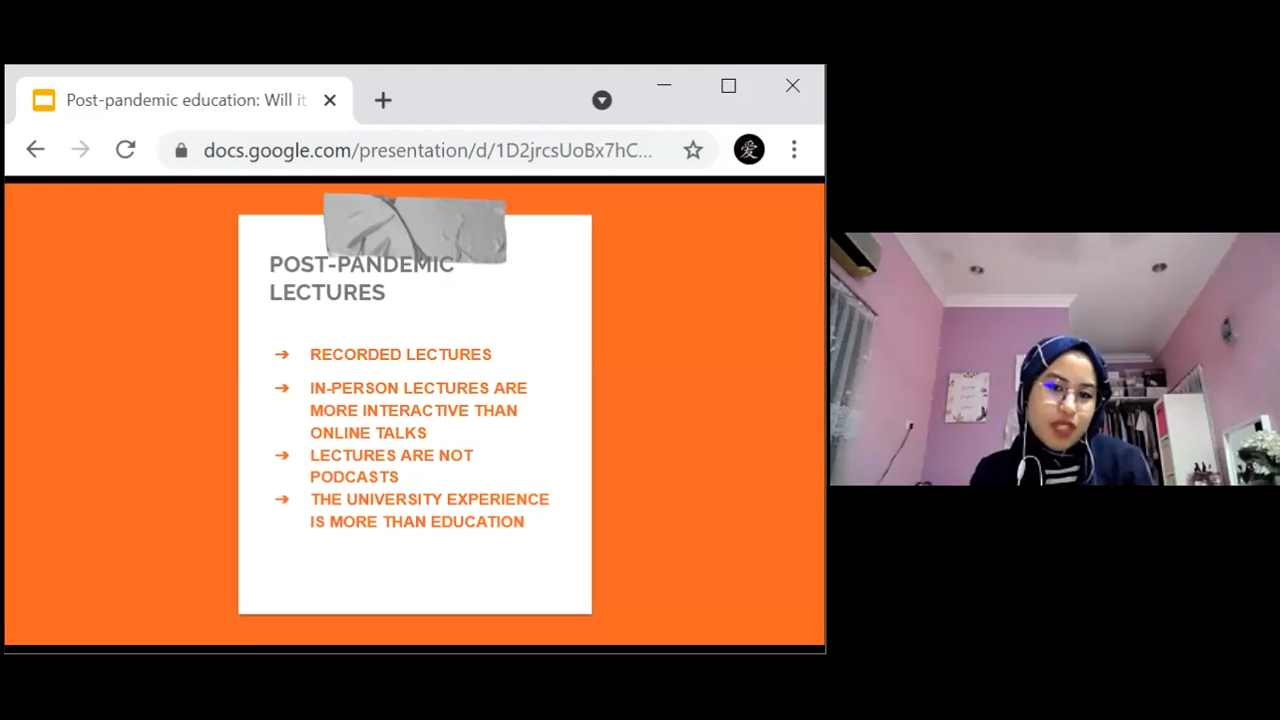 Post-pandemic education: Will it
docs.google.com/presentation/d/1D2jrcsUoBx7hC...
爱
POST-PANDEMIC
LECTURES
➔ RECORDED LECTURES
➔ IN-PERSON LECTURES ARE
MORE INTERACTIVE THAN
ONLINE TALKS
➔ LECTURES ARE NOT
PODCASTS
➔ THE UNIVERSITY EXPERIENCE
IS MORE THAN EDUCATION